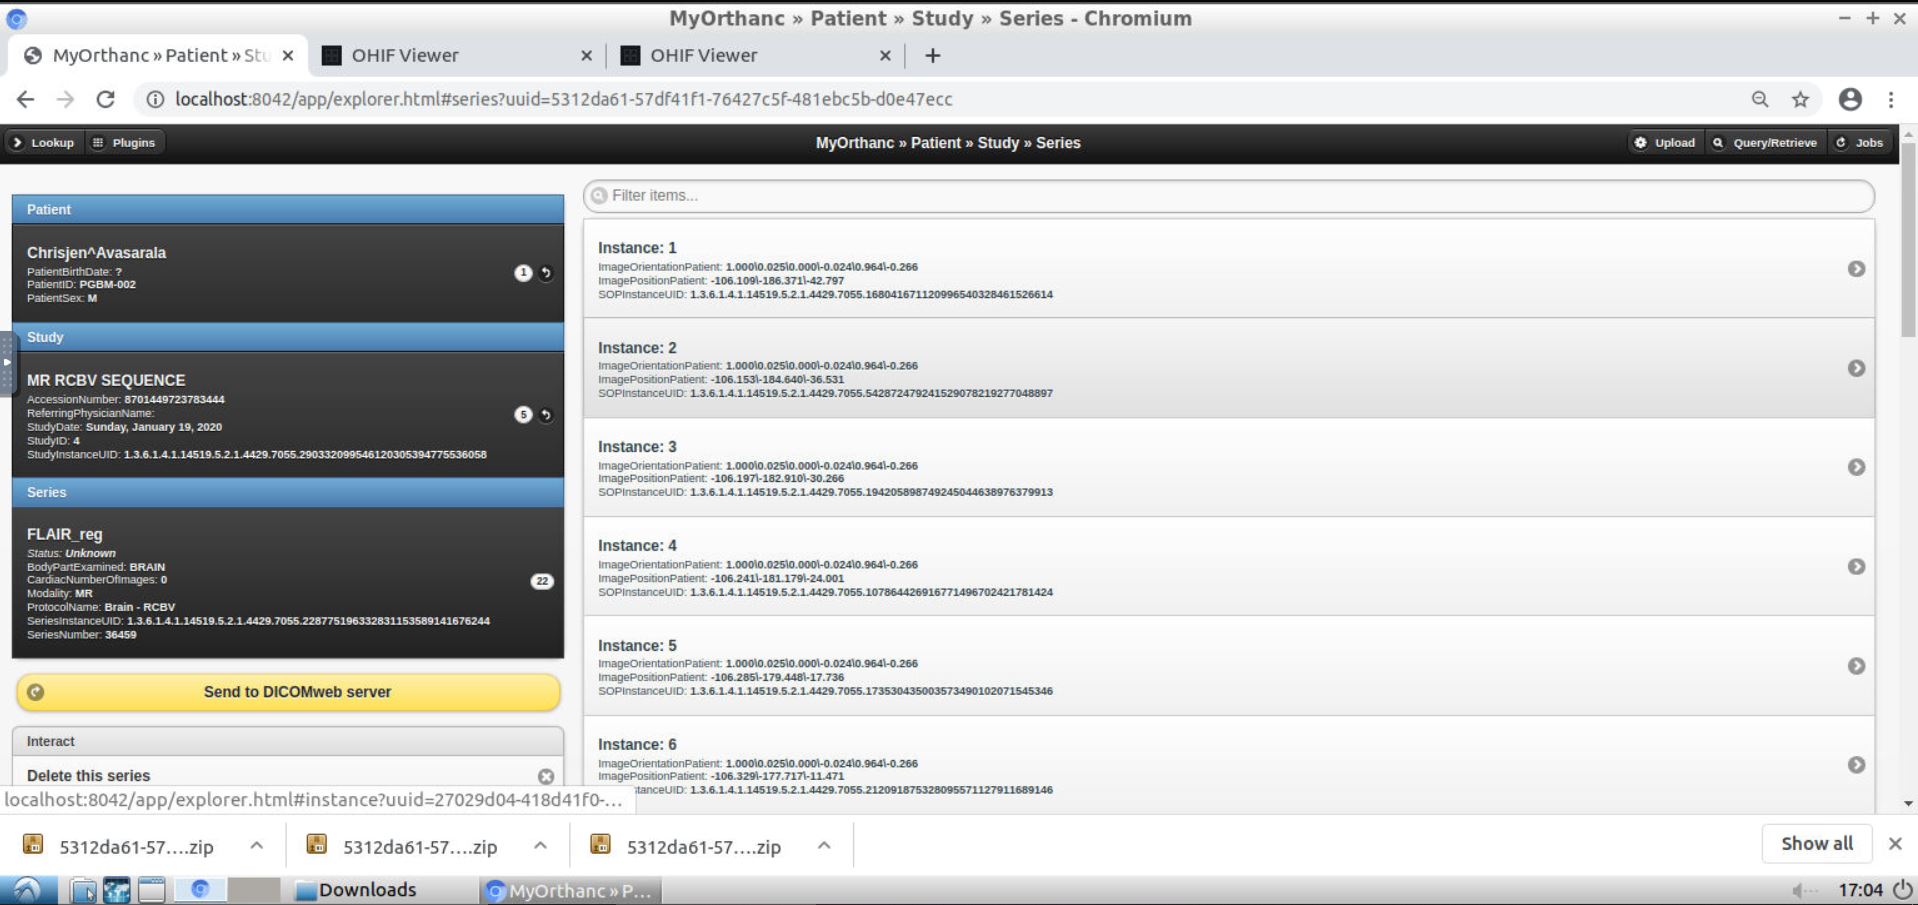 MyOrthanc » Patient » Study » Series - Chromium
MyOrthanc » Patient » Stu
OHIF Viewer
OHIF Viewer
localhost:8042/app/explorer.html#series?uuid=5312da61-57df41f1-76427c5f-481ebc5b-d0e47ecc
Lookup
Plugins
MyOrthanc » Patient » Study » Series
Upload
Query/Retrieve
Jobs
Patient
Chrisjen^Avasarala
PatientBirthDate: ?
PatientID: PGBM-002
PatientSex: M
1
Study
MR RCBV SEQUENCE
AccessionNumber: 8701449723783444
ReferringPhysicianName:
StudyDate: Sunday, January 19, 2020
StudyID: 4
StudyInstanceUID: 1.3.6.1.4.1.14519.5.2.1.4429.7055.290332099546120305394775536058
5
Series
FLAIR_reg
Status: Unknown
BodyPartExamined: BRAIN
CardiacNumberOfImages: 0
Modality: MR
ProtocolName: Brain - RCBV
SeriesInstanceUID: 1.3.6.1.4.1.14519.5.2.1.4429.7055.228775196332831153589141676244
SeriesNumber: 36459
22
Send to DICOMweb server
Interact
Delete this series
localhost:8042/app/explorer.html#instance?uuid=27029d04-418d41f0-...
Filter items...
Instance: 1
ImageOrientationPatient: 1.000\0.025\0.000\-0.024\0.964\-0.266
ImagePositionPatient: -106.109\-186.371\-42.797
SOPInstanceUID: 1.3.6.1.4.1.14519.5.2.1.4429.7055.168041671120996540328461526614
Instance: 2
ImageOrientationPatient: 1.000\0.025\0.000\-0.024\0.964\-0.266
ImagePositionPatient: -106.153\-184.640\-36.531
SOPInstanceUID: 1.3.6.1.4.1.14519.5.2.1.4429.7055.542872479241529078219277048897
Instance: 3
ImageOrientationPatient: 1.000\0.025\0.000\-0.024\0.964\-0.266
ImagePositionPatient: -106.197\-182.910\-30.266
SOPInstanceUID: 1.3.6.1.4.1.14519.5.2.1.4429.7055.194205898749245044638976379913
Instance: 4
ImageOrientationPatient: 1.000\0.025\0.000\-0.024\0.964\-0.266
ImagePositionPatient: -106.241\-181.179\-24.001
SOPInstanceUID: 1.3.6.1.4.1.14519.5.2.1.4429.7055.107864426916771496702421781424
Instance: 5
ImageOrientationPatient: 1.000\0.025\0.000\-0.024\0.964\-0.266
ImagePositionPatient: -106.285\-179.448\-17.736
SOPInstanceUID: 1.3.6.1.4.1.14519.5.2.1.4429.7055.173530435003573490102071545346
Instance: 6
ImageOrientationPatient: 1.000\0.025\0.000\-0.024\0.964\-0.266
ImagePositionPatient: -106.329\-177.717\-11.471
tanceUID: 1.3.6.1.4.1.14519.5.2.1.4429.7055.212091875328095571127911689146
5312da61-57....zip
5312da61-57....zip
5312da61-57....zip
Show all
Downloads
MyOrthanc » P...
17:04